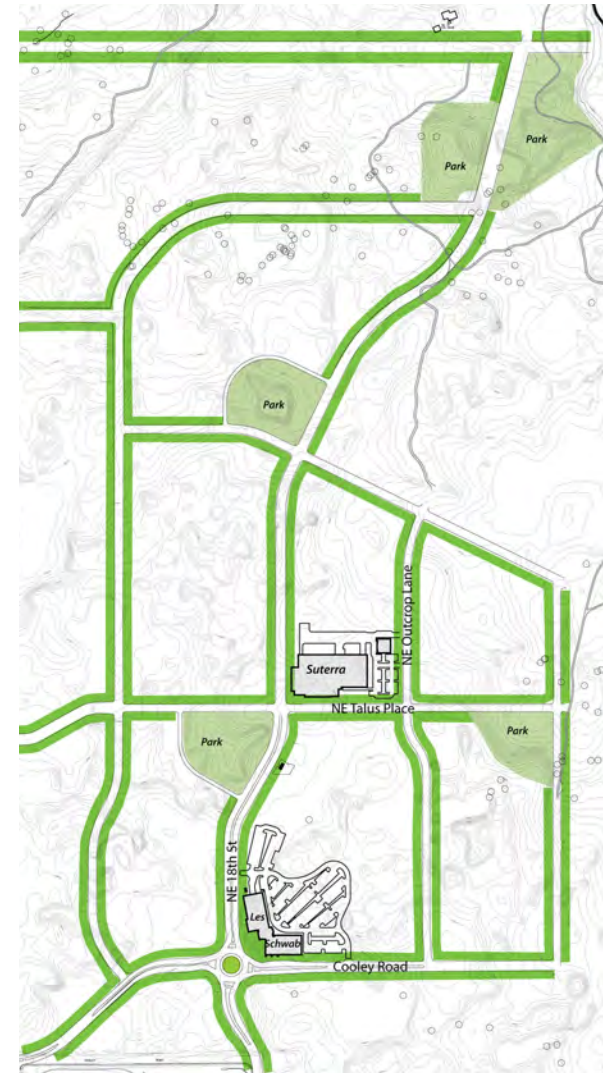 Park
Park
Park
NE Outcrop Lane
Suterra
NE Talus Place
Park
Park
NE 18th St
Les
Schwab
Cooley Road